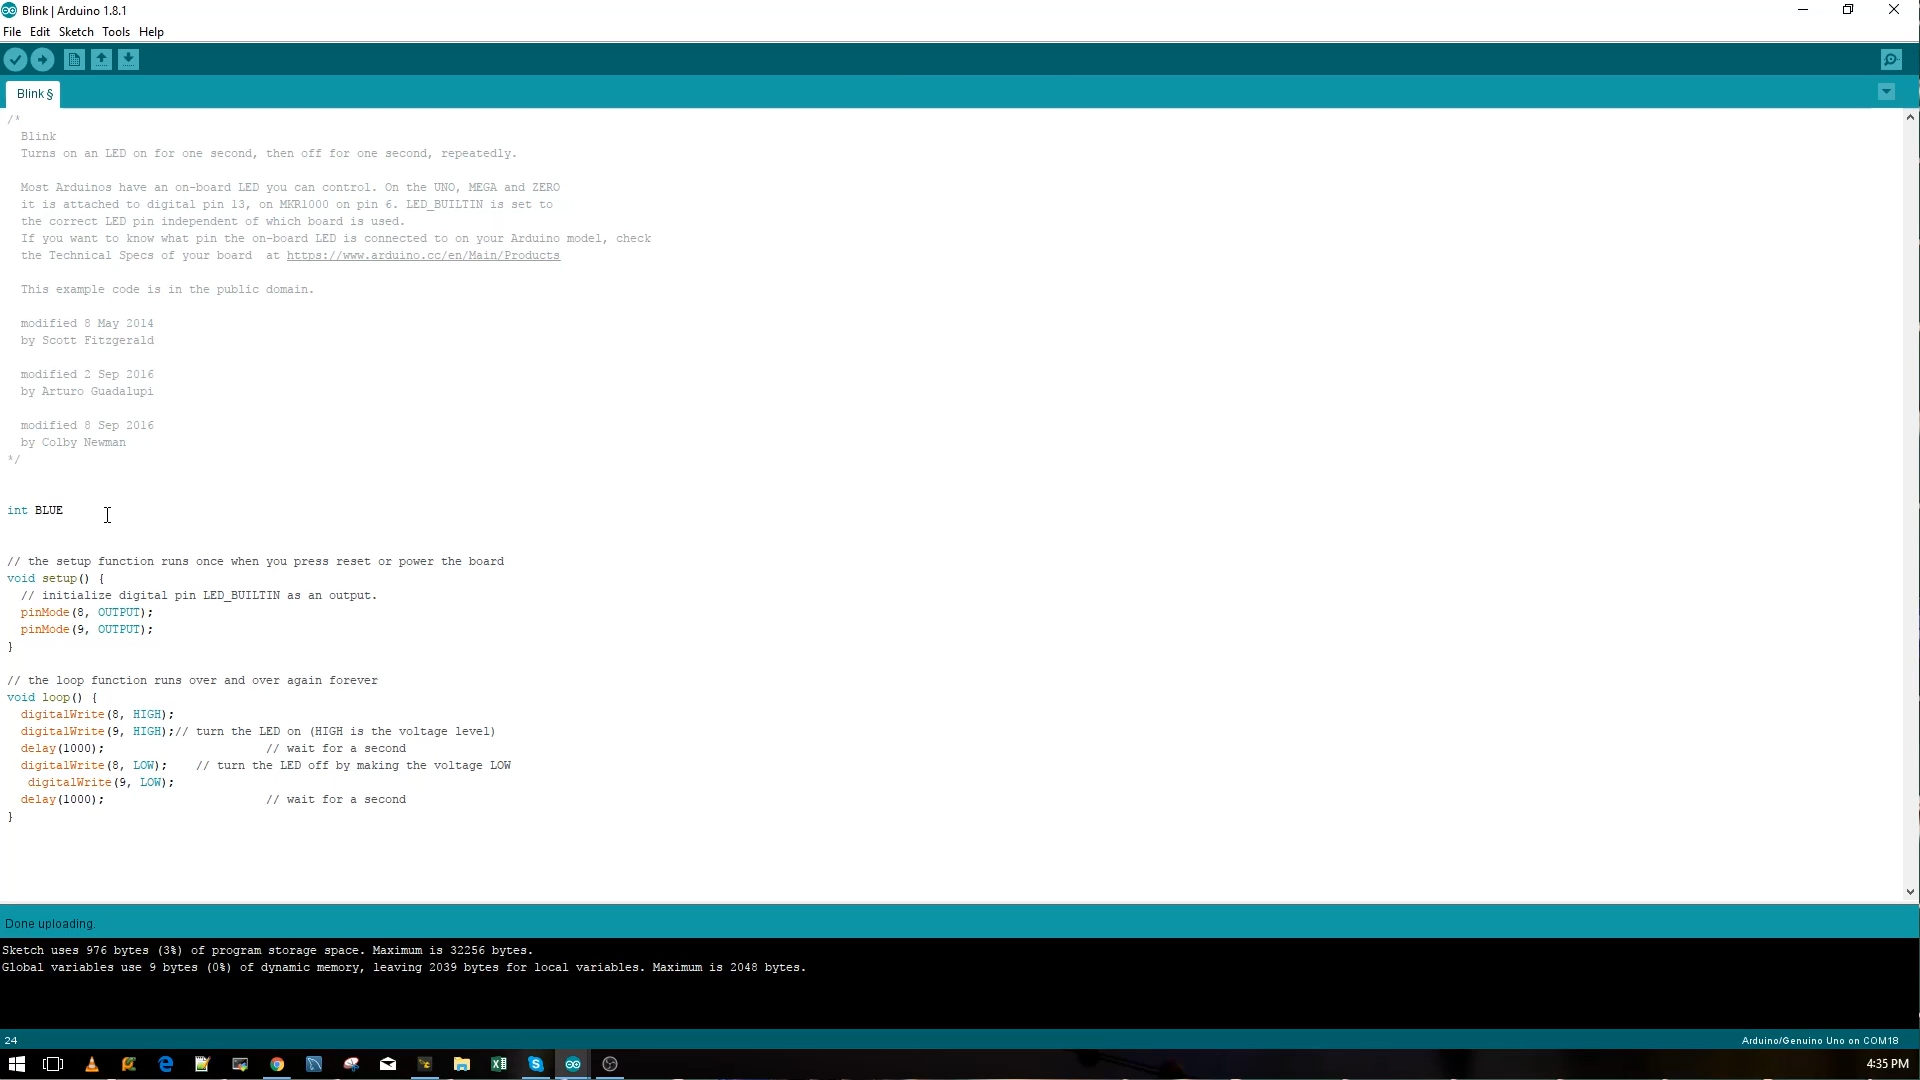 Blink | Arduino 1.8.1
File Edit Sketch Tools Help
Blink §
/*
  Blink
  Turns on an LED on for one second, then off for one second, repeatedly.

  Most Arduinos have an on-board LED you can control. On the UNO, MEGA and ZERO
  it is attached to digital pin 13, on MKR1000 on pin 6. LED_BUILTIN is set to
  the correct LED pin independent of which board is used.
  If you want to know what pin the on-board LED is connected to on your Arduino model, check
  the Technical Specs of your board  at https://www.arduino.cc/en/Main/Products

  This example code is in the public domain.

  modified 8 May 2014
  by Scott Fitzgerald

  modified 2 Sep 2016
  by Arturo Guadalupi

  modified 8 Sep 2016
  by Colby Newman
*/

int BLUE

// the setup function runs once when you press reset or power the board
void setup() {
  // initialize digital pin LED_BUILTIN as an output.
  pinMode(8, OUTPUT);
  pinMode(9, OUTPUT);
}

// the loop function runs over and over again forever
void loop() {
  digitalWrite(8, HIGH);
  digitalWrite(9, HIGH);// turn the LED on (HIGH is the voltage level)
  delay(1000);                       // wait for a second
  digitalWrite(8, LOW);    // turn the LED off by making the voltage LOW
   digitalWrite(9, LOW);
  delay(1000);                       // wait for a second
}
Done uploading.
Sketch uses 976 bytes (3%) of program storage space. Maximum is 32256 bytes.
Global variables use 9 bytes (0%) of dynamic memory, leaving 2039 bytes for local variables. Maximum is 2048 bytes.
24
Arduino/Genuino Uno on COM18
4:35 PM